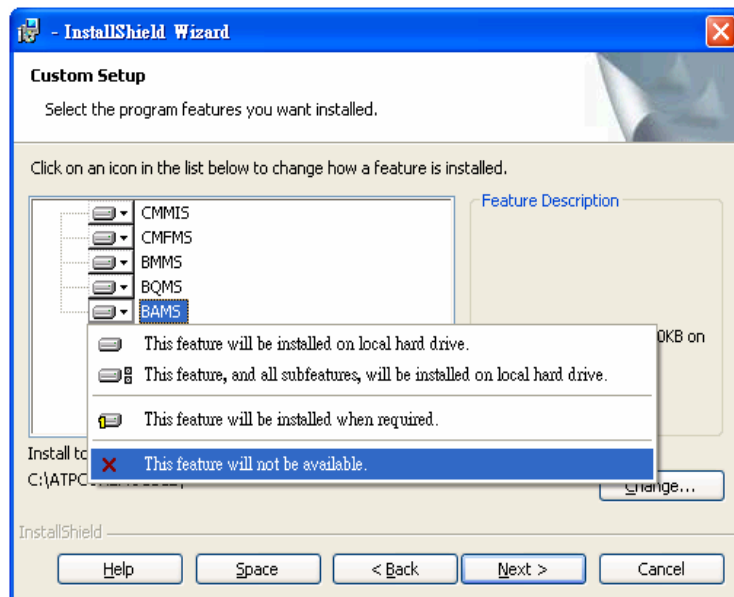 - InstallShield Wizard
Custom Setup
Select the program features you want installed.
Click on an icon in the list below to change how a feature is installed.
CMMIS
CMFMS
BMMS
BQMS
BAMS
Feature Description
0KB on
This feature will be installed on local hard drive.
This feature, and all subfeatures, will be installed on local hard drive.
This feature will be installed when required.
This feature will not be available.
Install to
C:\ATPC
Change...
InstallShield
Help
Space
< Back
Next >
Cancel